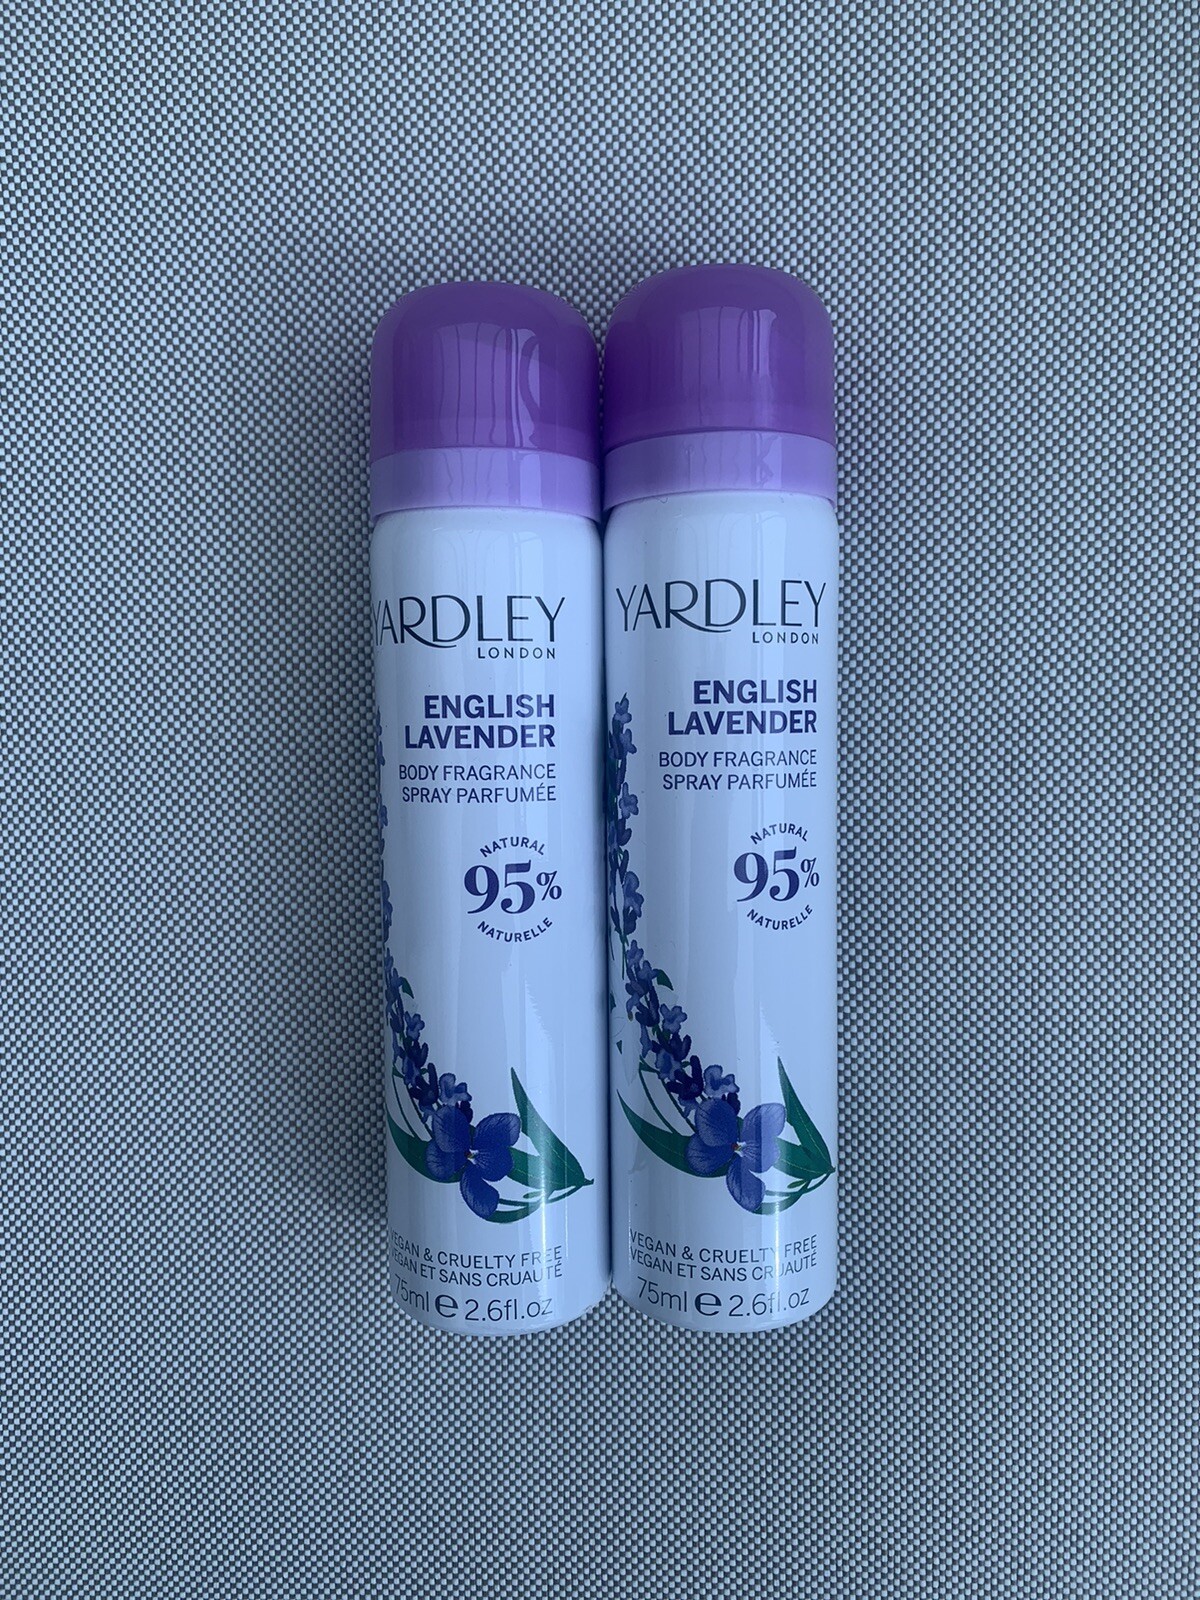 YARDLEY
LONDON
ENGLISH
LAVENDER
BODY FRAGRANCE
SPRAY PARFUMÉE
NATURAL
95%
NATURELLE
VEGAN & CRUELTY FREE
VEGAN ET SANS CRUAUTÉ
75ml e 2.6fl.oz
YARDLEY
LONDON
ENGLISH
LAVENDER
BODY FRAGRANCE
SPRAY PARFUMÉE
NATURAL
95%
NATURELLE
VEGAN & CRUELTY FREE
VEGAN ET SANS CRUAUTÉ
75ml e 2.6fl.oz